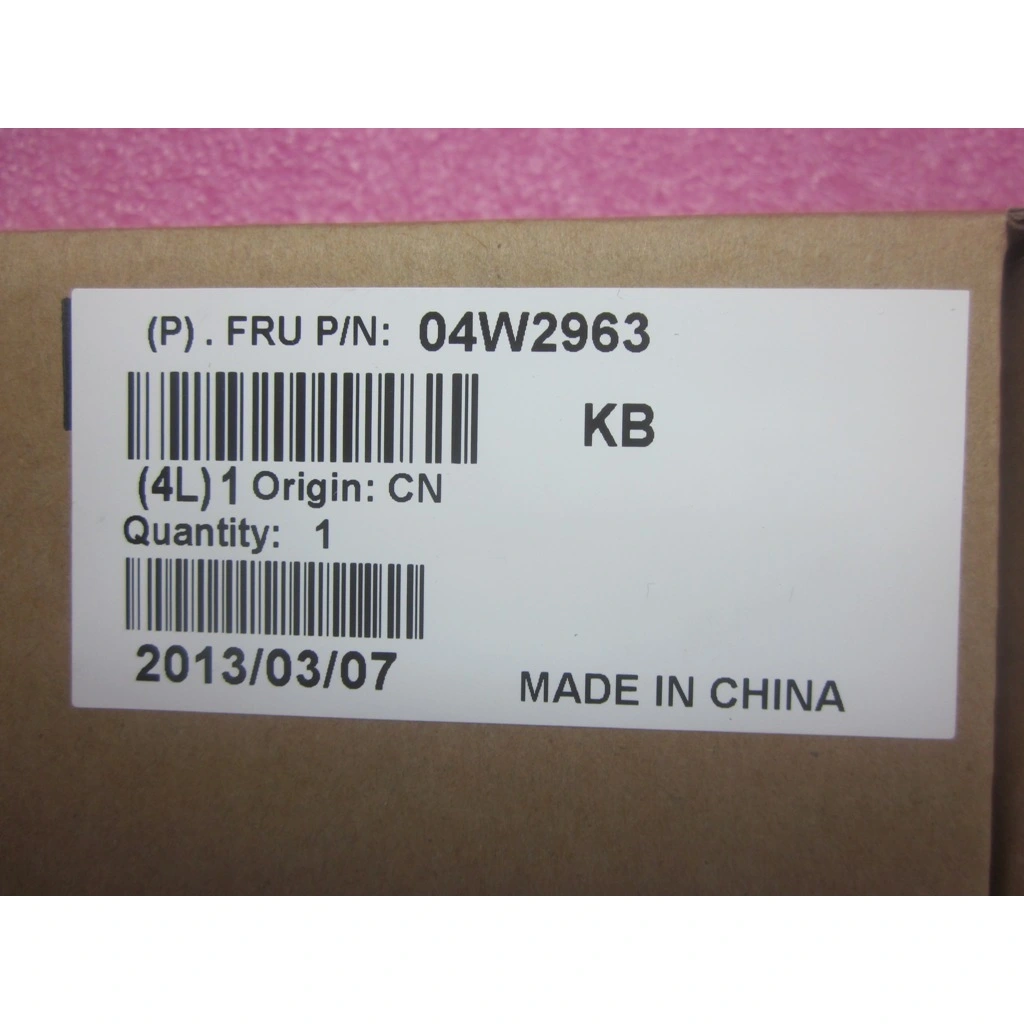 (P) . FRU P/N: 04W2963
KB
(4L) 1 Origin: CN
Quantity: 1
2013/03/07
MADE IN CHINA